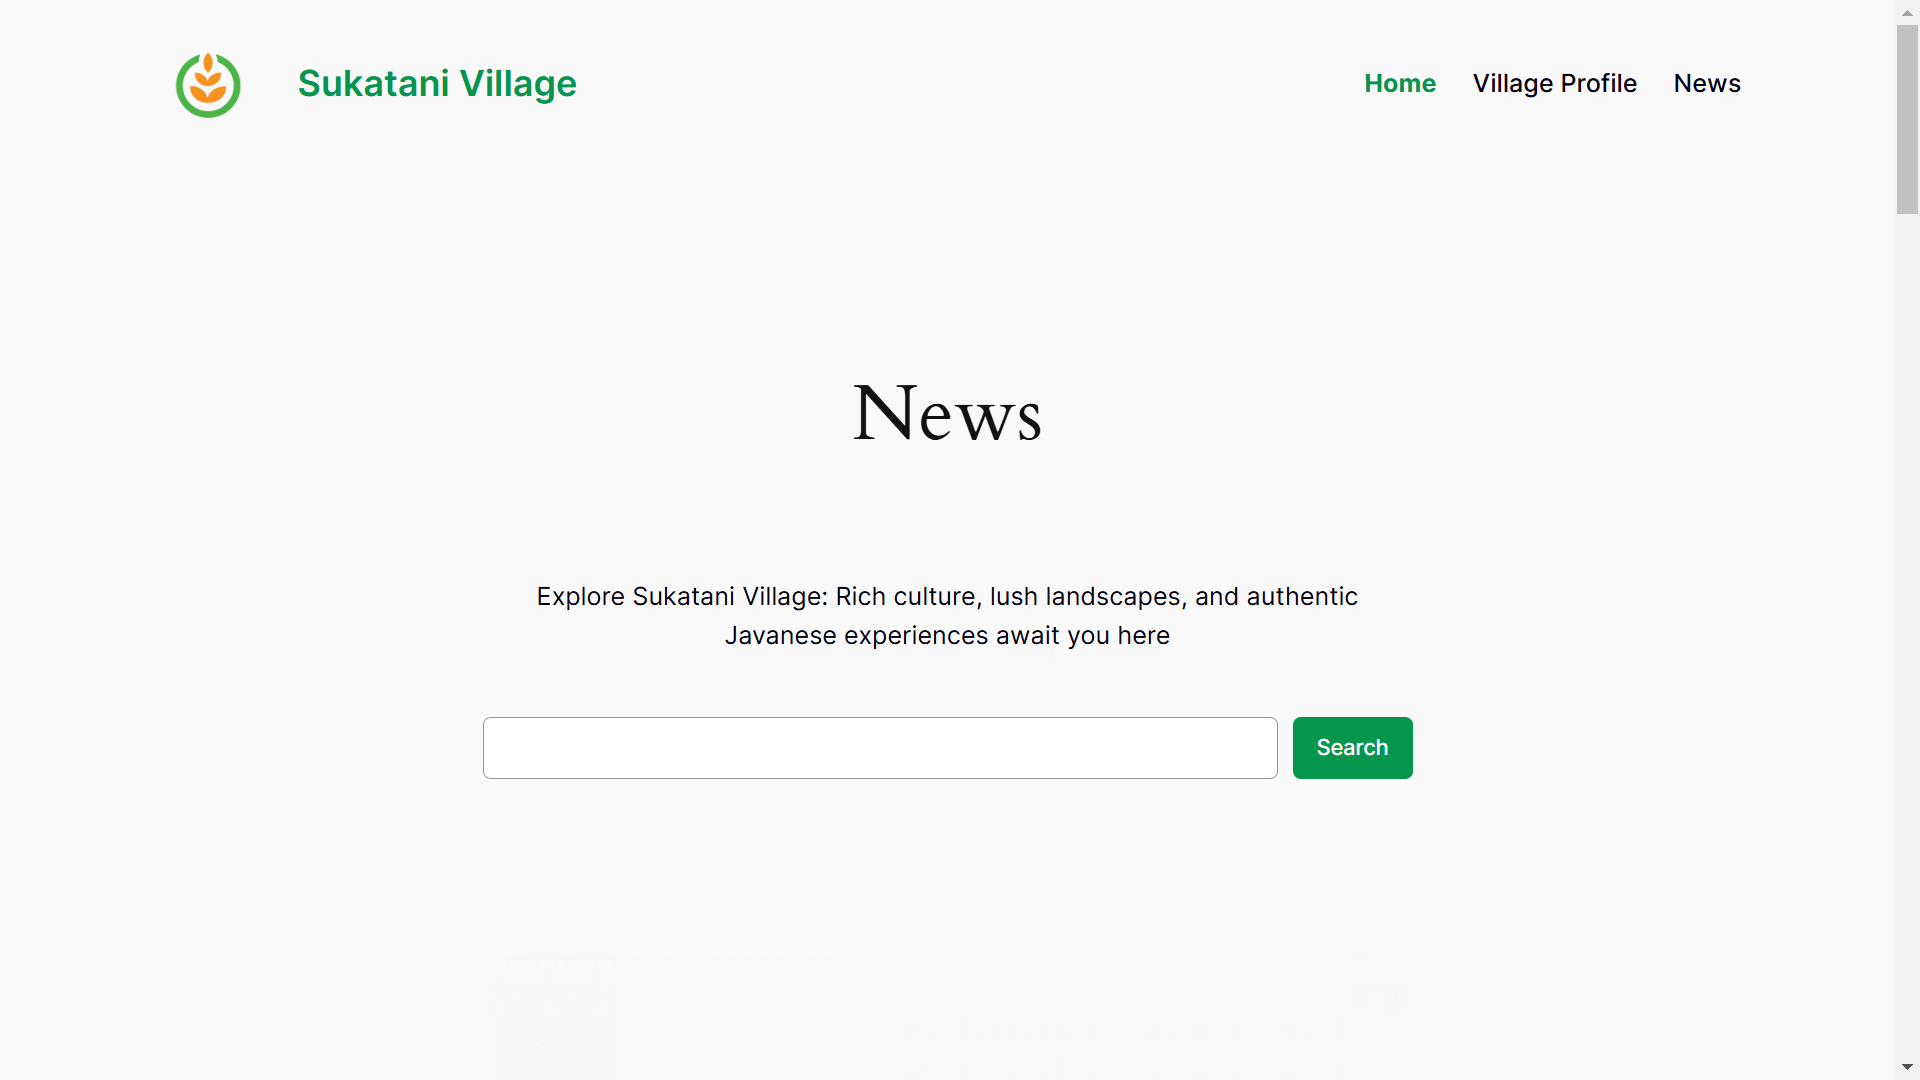 Sukatani Village
Home
Village Profile
News
News
Explore Sukatani Village: Rich culture, lush landscapes, and authentic
Javanese experiences await you here
Search